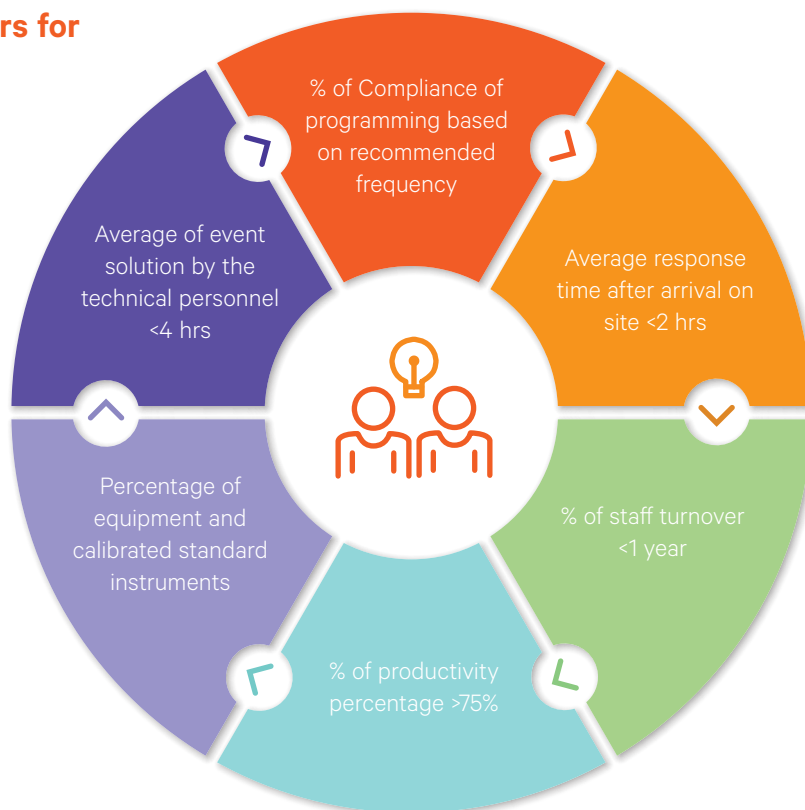 rs for
% of Compliance of
programming based
on recommended
frequency
Average response
time after arrival on
site <2 hrs
% of staff turnover
<1 year
% of productivity
percentage >75%
Percentage of
equipment and
calibrated standard
instruments
Average of event
solution by the
technical personnel
<4 hrs